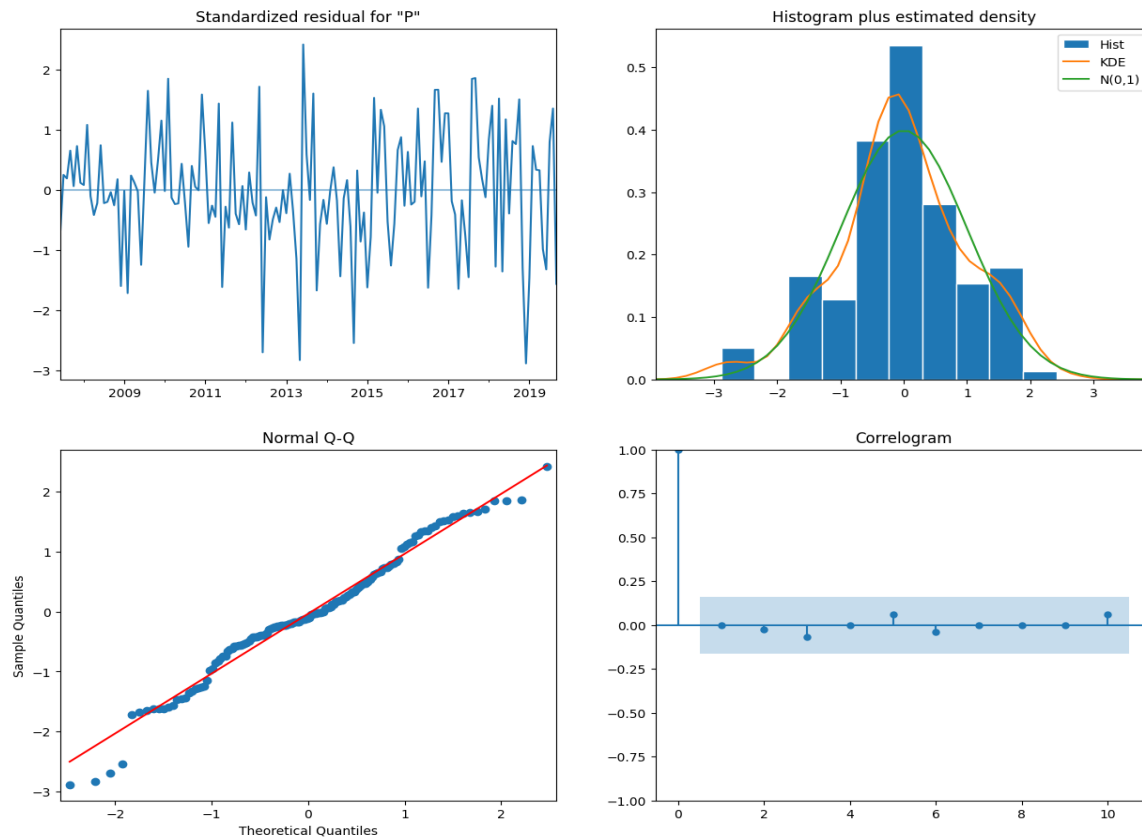 Standardized residual for "P"
2
1
0
−1
−2
−3
2009 2011 2013 2015 2017 2019
Histogram plus estimated density
Hist
KDE
N(0,1)
0.5
0.4
0.3
0.2
0.1
0.0
−3 −2 −1 0 1 2 3
Normal Q-Q
Sample Quantiles
2
1
0
−1
−2
−3
−2 −1 0 1 2
Theoretical Quantiles
Correlogram
1.00
0.75
0.50
0.25
0.00
−0.25
−0.50
−0.75
−1.00
0 2 4 6 8 10